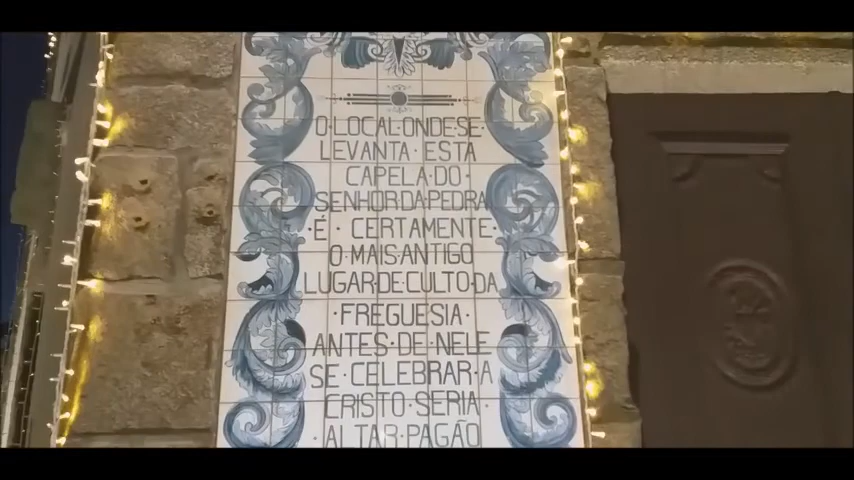 O·LOCAL·ONDE·SE·
LEVANTA·ESTA
CAPELA·DO
SENHOR·DA·PEDRA
·É·CERTAMENTE·
O·MAIS·ANTIGO
LUGAR·DE·CULTO·DA
FREGUESIA·
ANTES·DE·NELE·
SE·CELEBRAR·A
CRISTO·SERIA·
ALTAR·PAGÃO